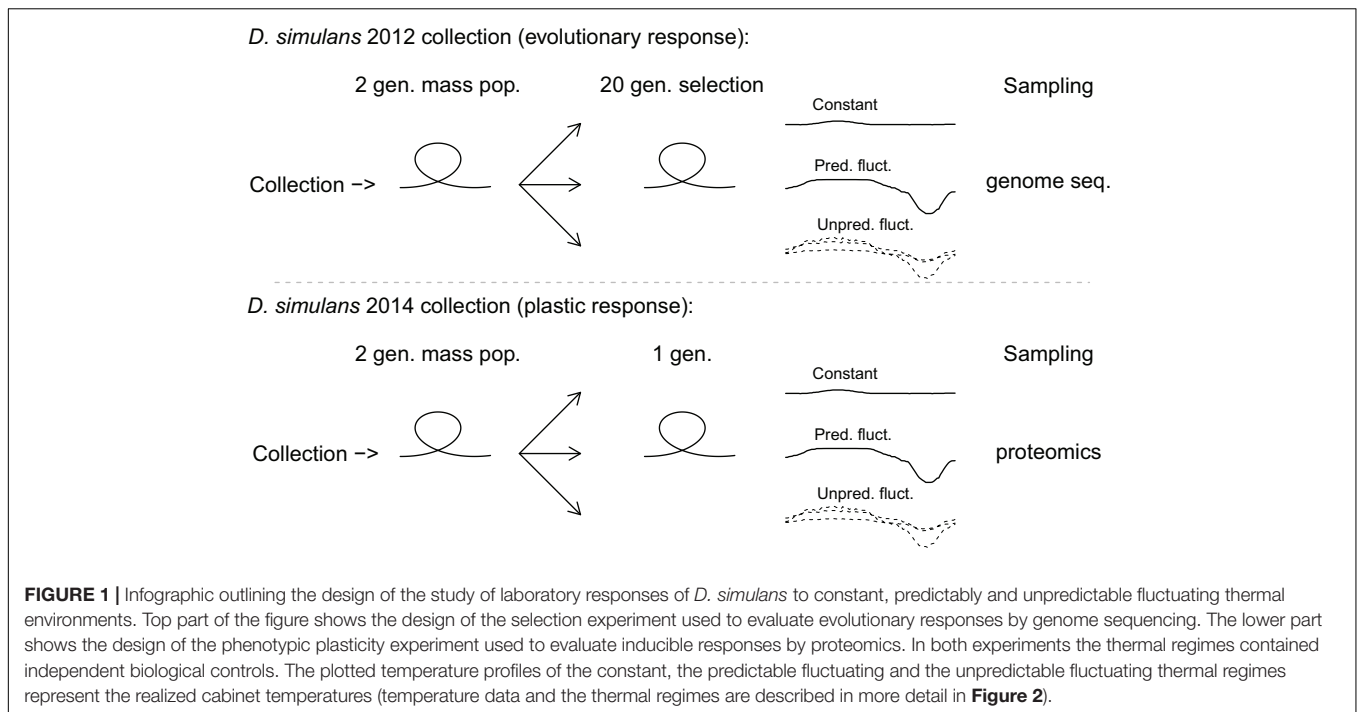 D. simulans 2012 collection (evolutionary response):
2 gen. mass pop. 20 gen. selection Sampling
Constant
Pred. fluct.
Collection −> genome seq.
Unpred. fluct.
D. simulans 2014 collection (plastic response):
2 gen. mass pop. 1 gen. Sampling
Constant
Pred. fluct.
Collection −> proteomics
Unpred. fluct.
FIGURE 1 | Infographic outlining the design of the study of laboratory responses of D. simulans to constant, predictably and unpredictable fluctuating thermal
environments. Top part of the figure shows the design of the selection experiment used to evaluate evolutionary responses by genome sequencing. The lower part
shows the design of the phenotypic plasticity experiment used to evaluate inducible responses by proteomics. In both experiments the thermal regimes contained
independent biological controls. The plotted temperature profiles of the constant, the predictable fluctuating and the unpredictable fluctuating thermal regimes
represent the realized cabinet temperatures (temperature data and the thermal regimes are described in more detail in Figure 2).